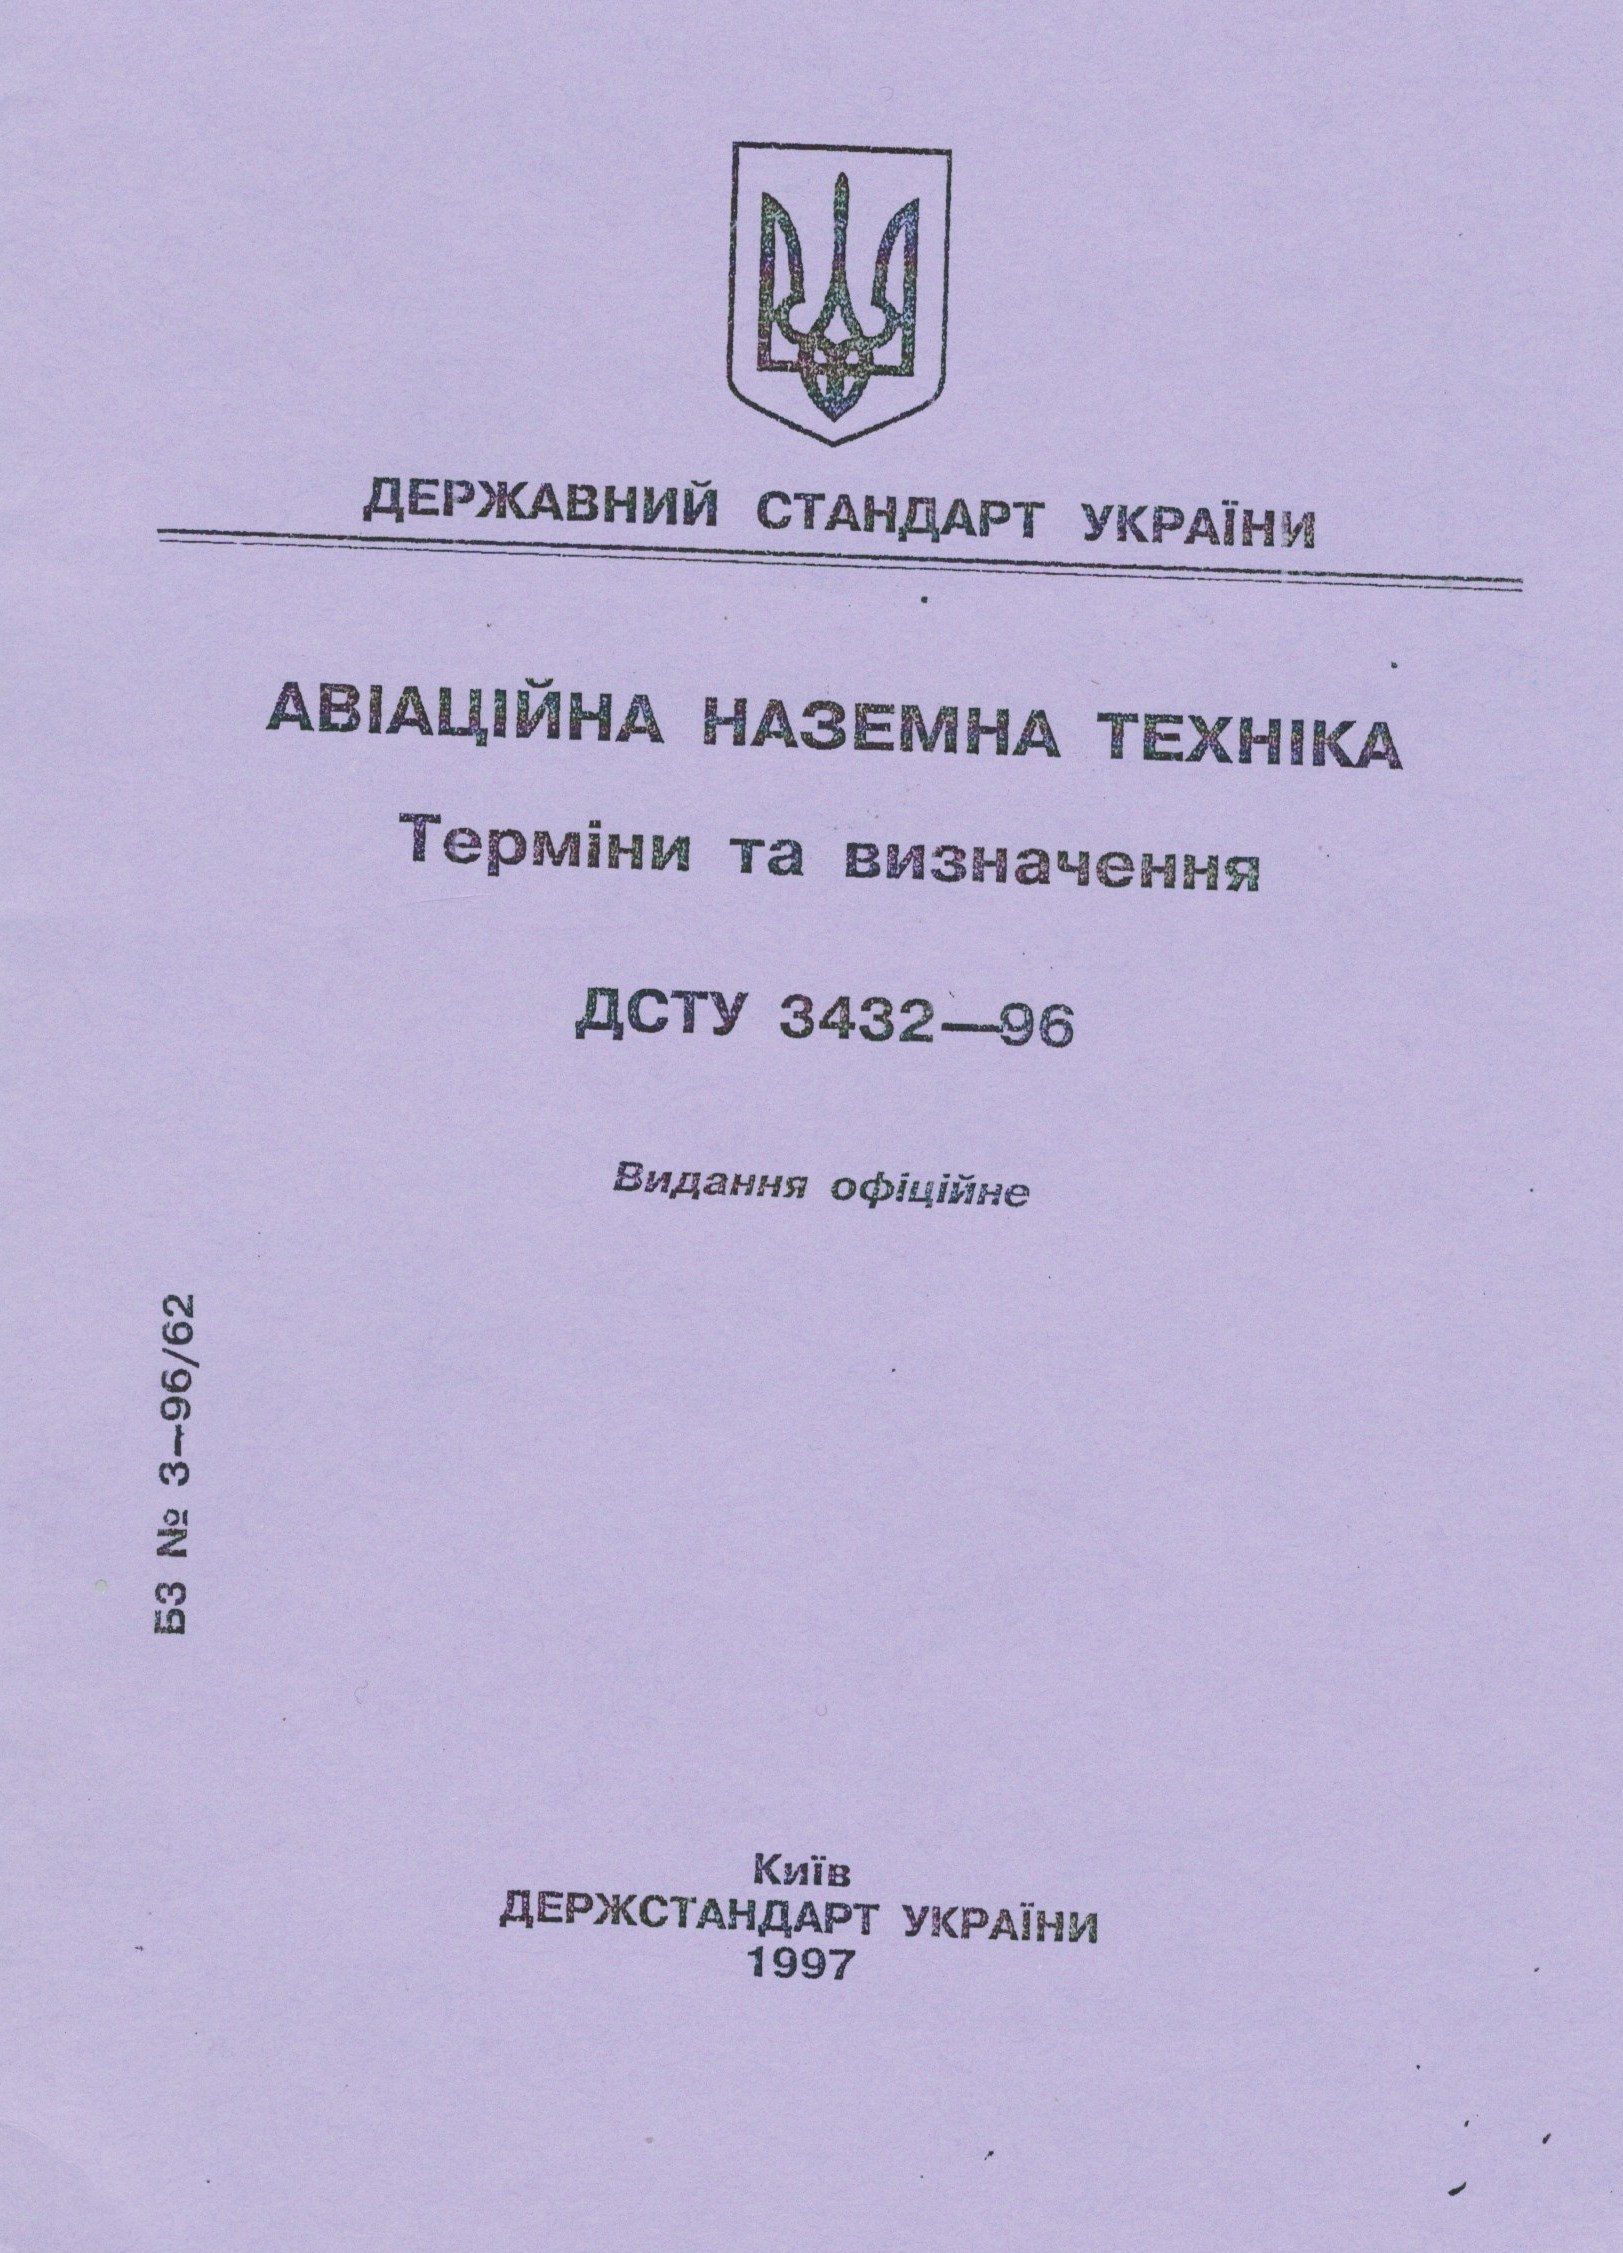 ДЕРЖАВНИЙ СТАНДАРТ УКРАЇНИ
АВІАЦІЙНА НАЗЕМНА ТЕХНІКА
Терміни та визначення
ДСТУ 3432—96
Видання офіційне
БЗ № 3—96/62
Київ
ДЕРЖСТАНДАРТ УКРАЇНИ
1997